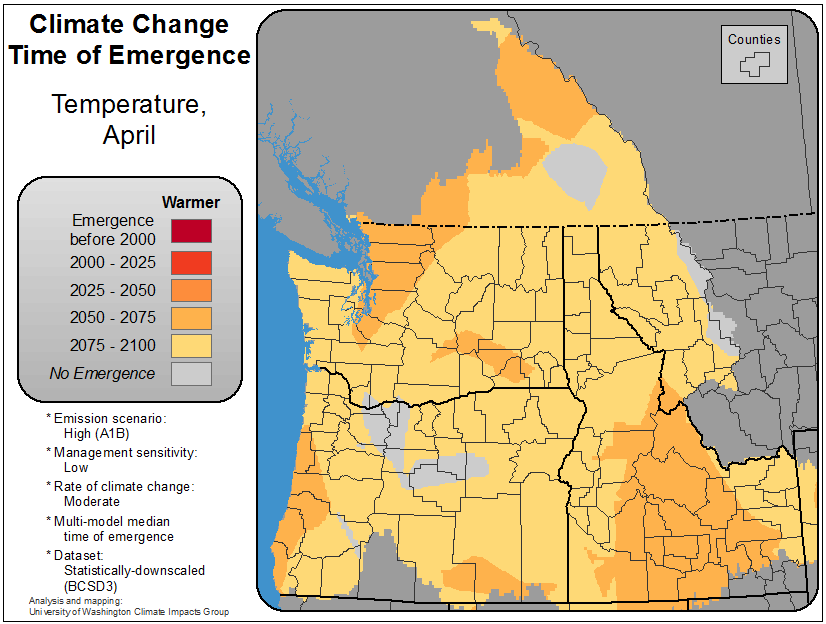 Climate Change
Time of Emergence
Temperature,
April
Warmer
Emergence
before 2000
2000 - 2025
2025 - 2050
2050 - 2075
2075 - 2100
No Emergence
* Emission scenario:
High (A1B)
* Management sensitivity:
Low
* Rate of climate change:
Moderate
* Multi-model median
time of emergence
* Dataset:
Statistically-downscaled
(BCSD3)
Analysis and mapping:
University of Washington Climate Impacts Group
Counties